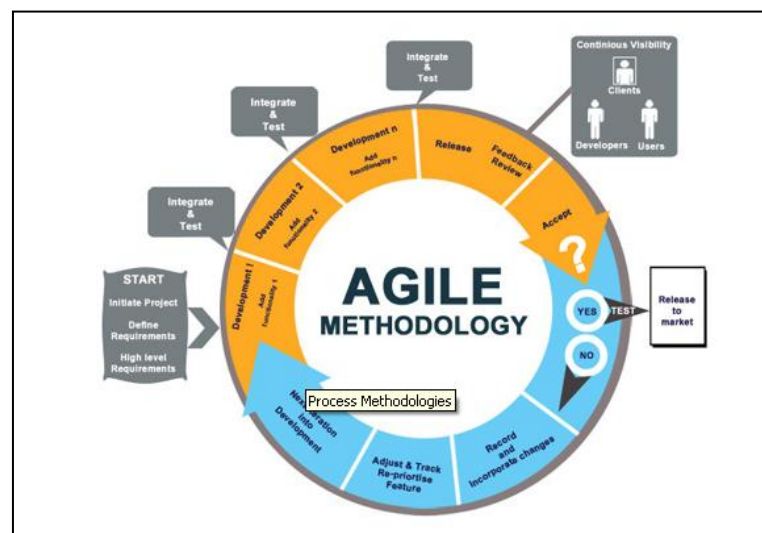 START
Initiate Project
Define
Requirements
High level
Requirements
Integrate
&
Test
Integrate
&
Test
Integrate
&
Test
Continious Visibility
Clients
Developers
Users
Development 1
Add
functionality 1
Development 2
Add
functionality 2
Development n
Add
functionality n
Release
Feedback
Review
Accept
?
YES
TEST
Release
to
market
NO
Record
and
Incorporate changes
Adjust & Track
Re-priortise
Feature
into
Development
AGILE
METHODOLOGY
Process Methodologies